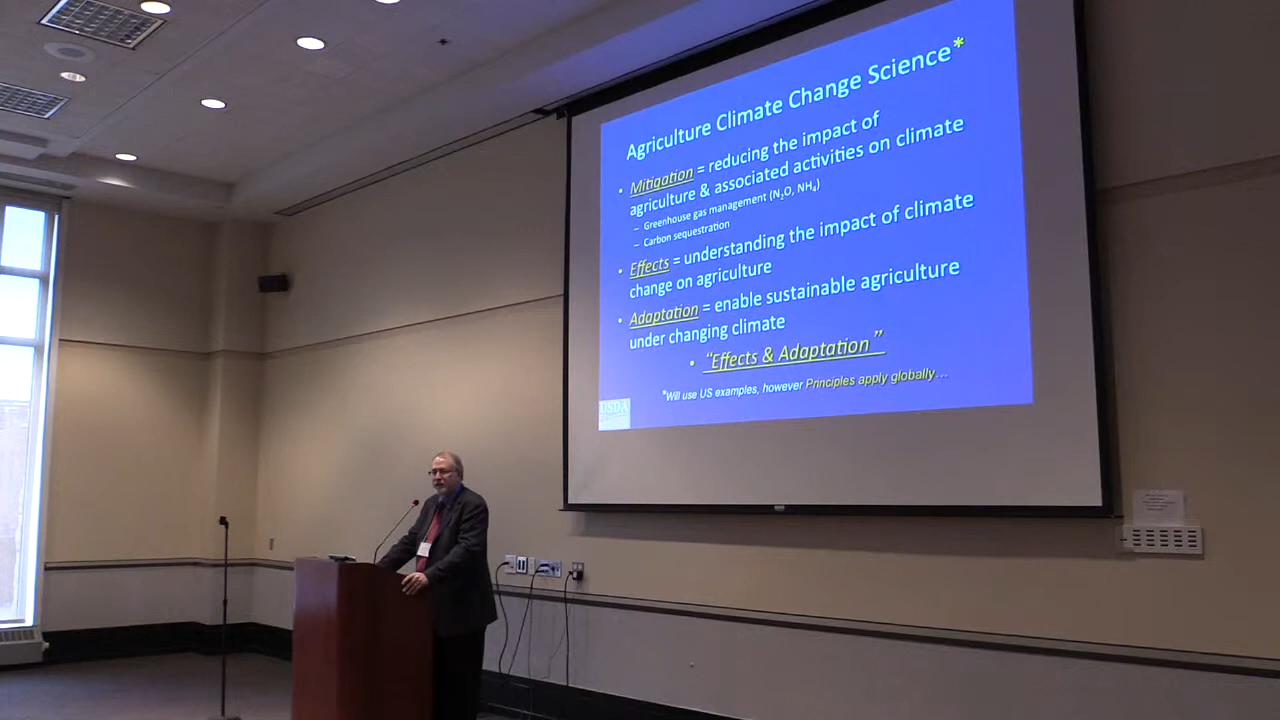 Agriculture Climate Change Science*
• Mitigation = reducing the impact of
agriculture & associated activities on climate
– Greenhouse gas management (N₂O, NH₄)
– Carbon sequestration
• Effects = understanding the impact of climate
change on agriculture
• Adaptation = enable sustainable agriculture
under changing climate
• "Effects & Adaptation"
*Will use US examples, however Principles apply globally…
USDA